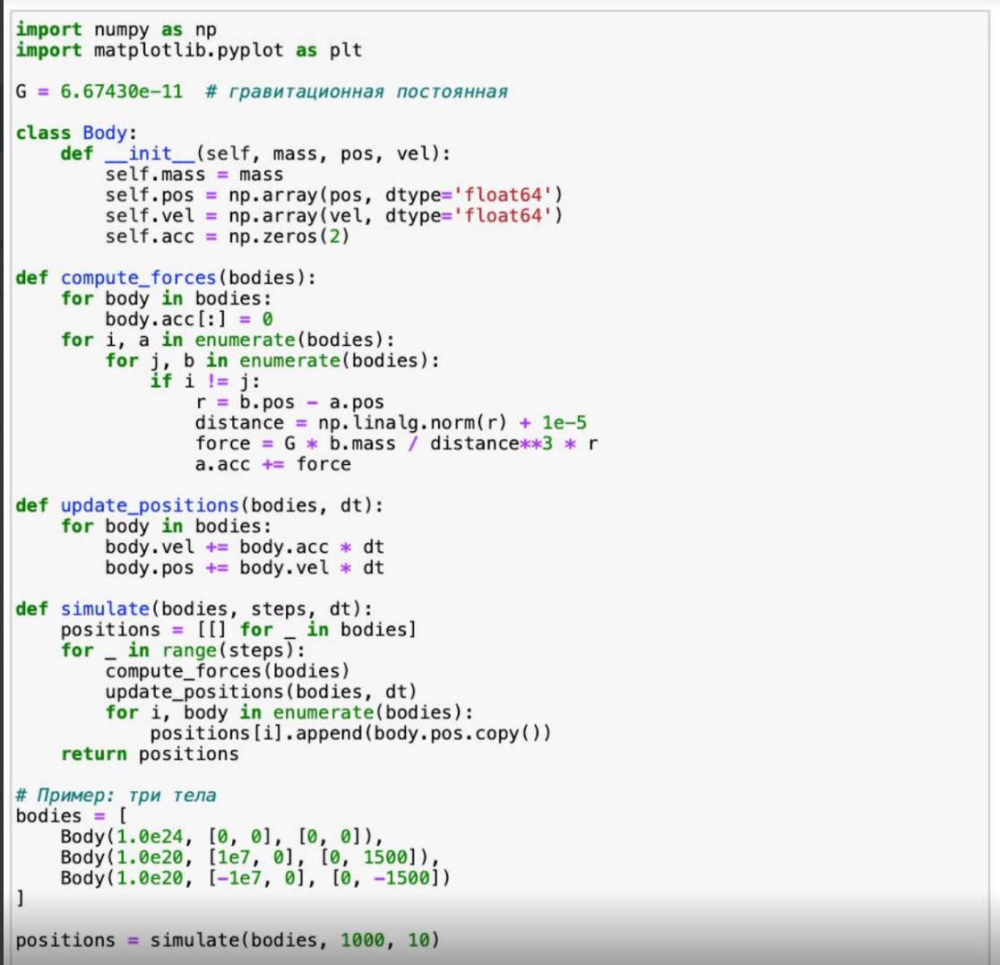 import numpy as np
import matplotlib.pyplot as plt
G = 6.67430e-11  # гравитационная постоянная
class Body:
    def __init__(self, mass, pos, vel):
        self.mass = mass
        self.pos = np.array(pos, dtype='float64')
        self.vel = np.array(vel, dtype='float64')
        self.acc = np.zeros(2)
def compute_forces(bodies):
    for body in bodies:
        body.acc[:] = 0
    for i, a in enumerate(bodies):
        for j, b in enumerate(bodies):
            if i != j:
                r = b.pos - a.pos
                distance = np.linalg.norm(r) + 1e-5
                force = G * b.mass / distance**3 * r
                a.acc += force
def update_positions(bodies, dt):
    for body in bodies:
        body.vel += body.acc * dt
        body.pos += body.vel * dt
def simulate(bodies, steps, dt):
    positions = [[] for _ in bodies]
    for _ in range(steps):
        compute_forces(bodies)
        update_positions(bodies, dt)
        for i, body in enumerate(bodies):
            positions[i].append(body.pos.copy())
    return positions
# Пример: три тела
bodies = [
    Body(1.0e24, [0, 0], [0, 0]),
    Body(1.0e20, [1e7, 0], [0, 1500]),
    Body(1.0e20, [-1e7, 0], [0, -1500])
]
positions = simulate(bodies, 1000, 10)